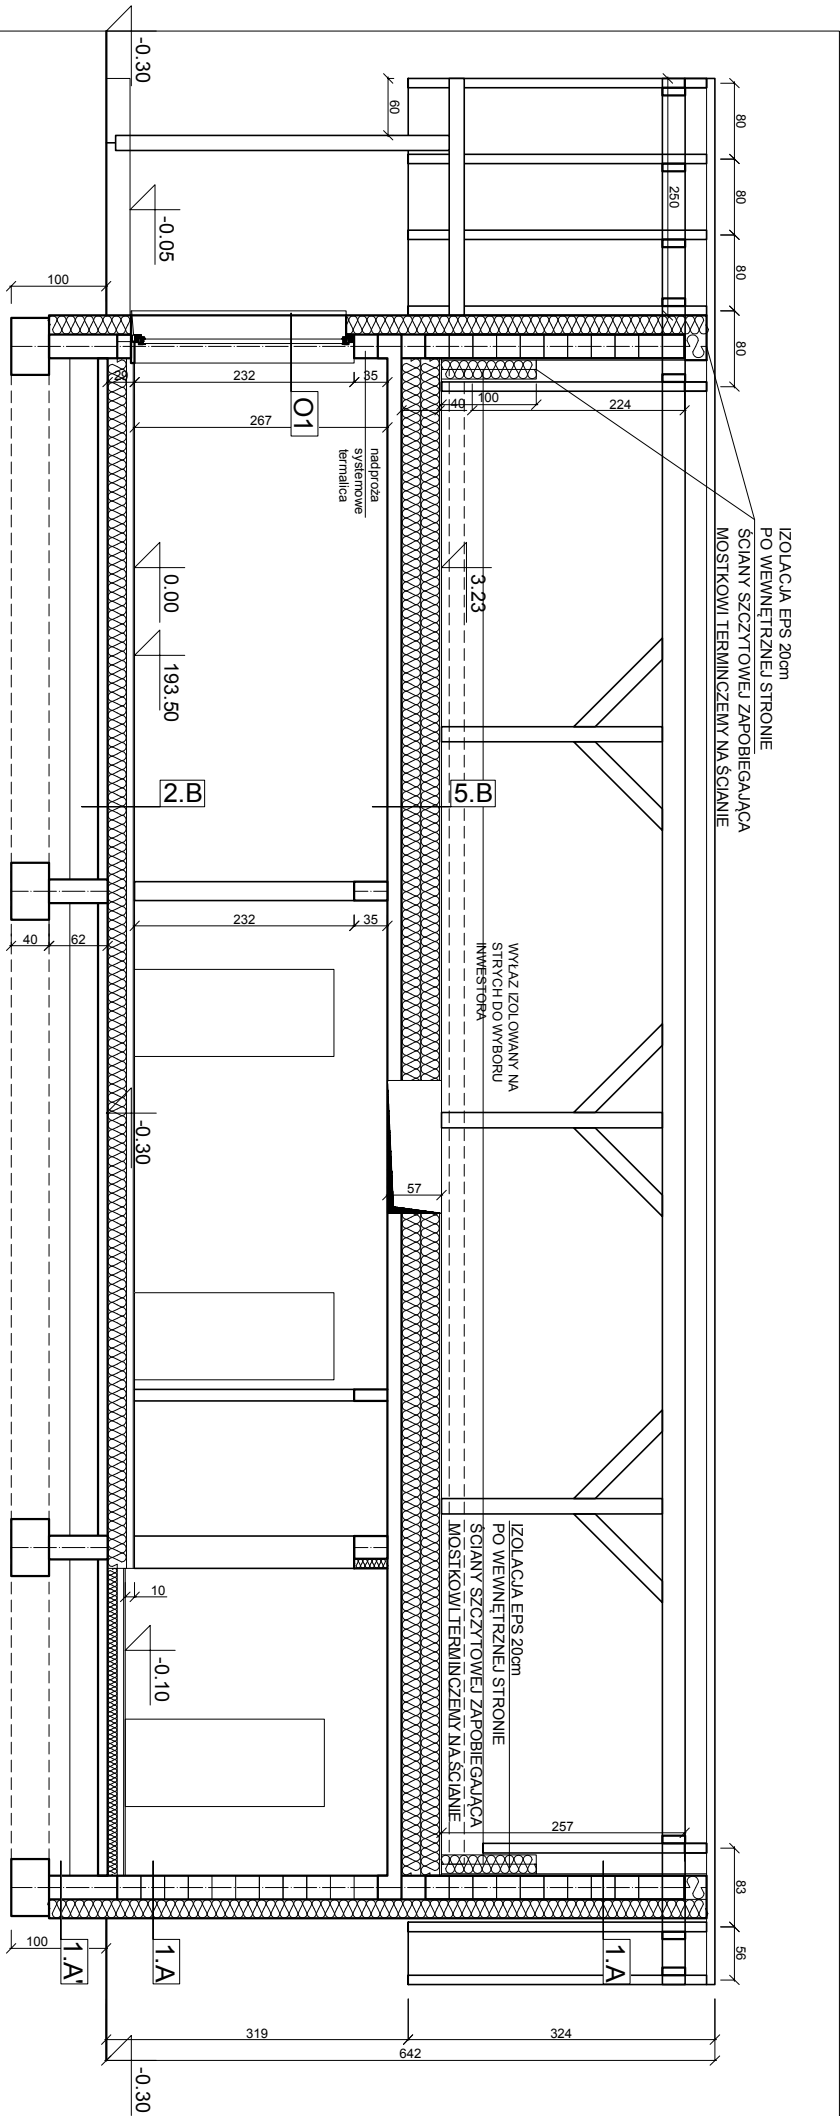 80
80
80
80
250
60
-0.30
-0.05
100
IZOLACJA EPS 20cm
PO WEWNĘTRZNEJ STRONIE
ŚCIANY SZCZYTOWEJ ZAPOBIEGAJĄCA
MOSTKOWI TERMINCZEMY NA ŚCIANIE
224
100
40
35
232
29
267
O1
nadproża
systemowe
termalica
3.23
0.00
193.50
5.B
2.B
35
232
62
40
WYŁAZ IZOLOWANY NA
STRYCH DO WYBORU
INWESTORA
57
-0.30
IZOLACJA EPS 20cm
PO WEWNĘTRZNEJ STRONIE
ŚCIANY SZCZYTOWEJ ZAPOBIEGAJĄCA
MOSTKOWI TERMINCZEMY NA ŚCIANIE
10
-0.10
257
83
56
1.A
1.A
1.A'
100
324
319
642
-0.30